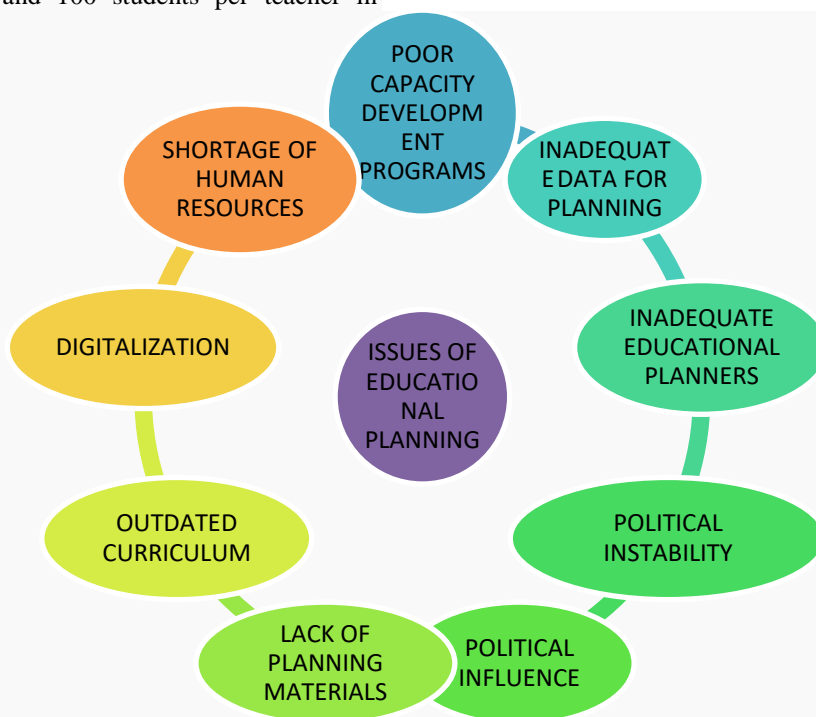 and 100 students per teacher in
POOR
CAPACITY
DEVELOPM
ENT
PROGRAMS
INADEQUAT
E DATA FOR
PLANNING
INADEQUATE
EDUCATIONAL
PLANNERS
POLITICAL
INSTABILITY
POLITICAL
INFLUENCE
LACK OF
PLANNING
MATERIALS
OUTDATED
CURRICULUM
DIGITALIZATION
SHORTAGE OF
HUMAN
RESOURCES
ISSUES OF
EDUCATIO
NAL
PLANNING